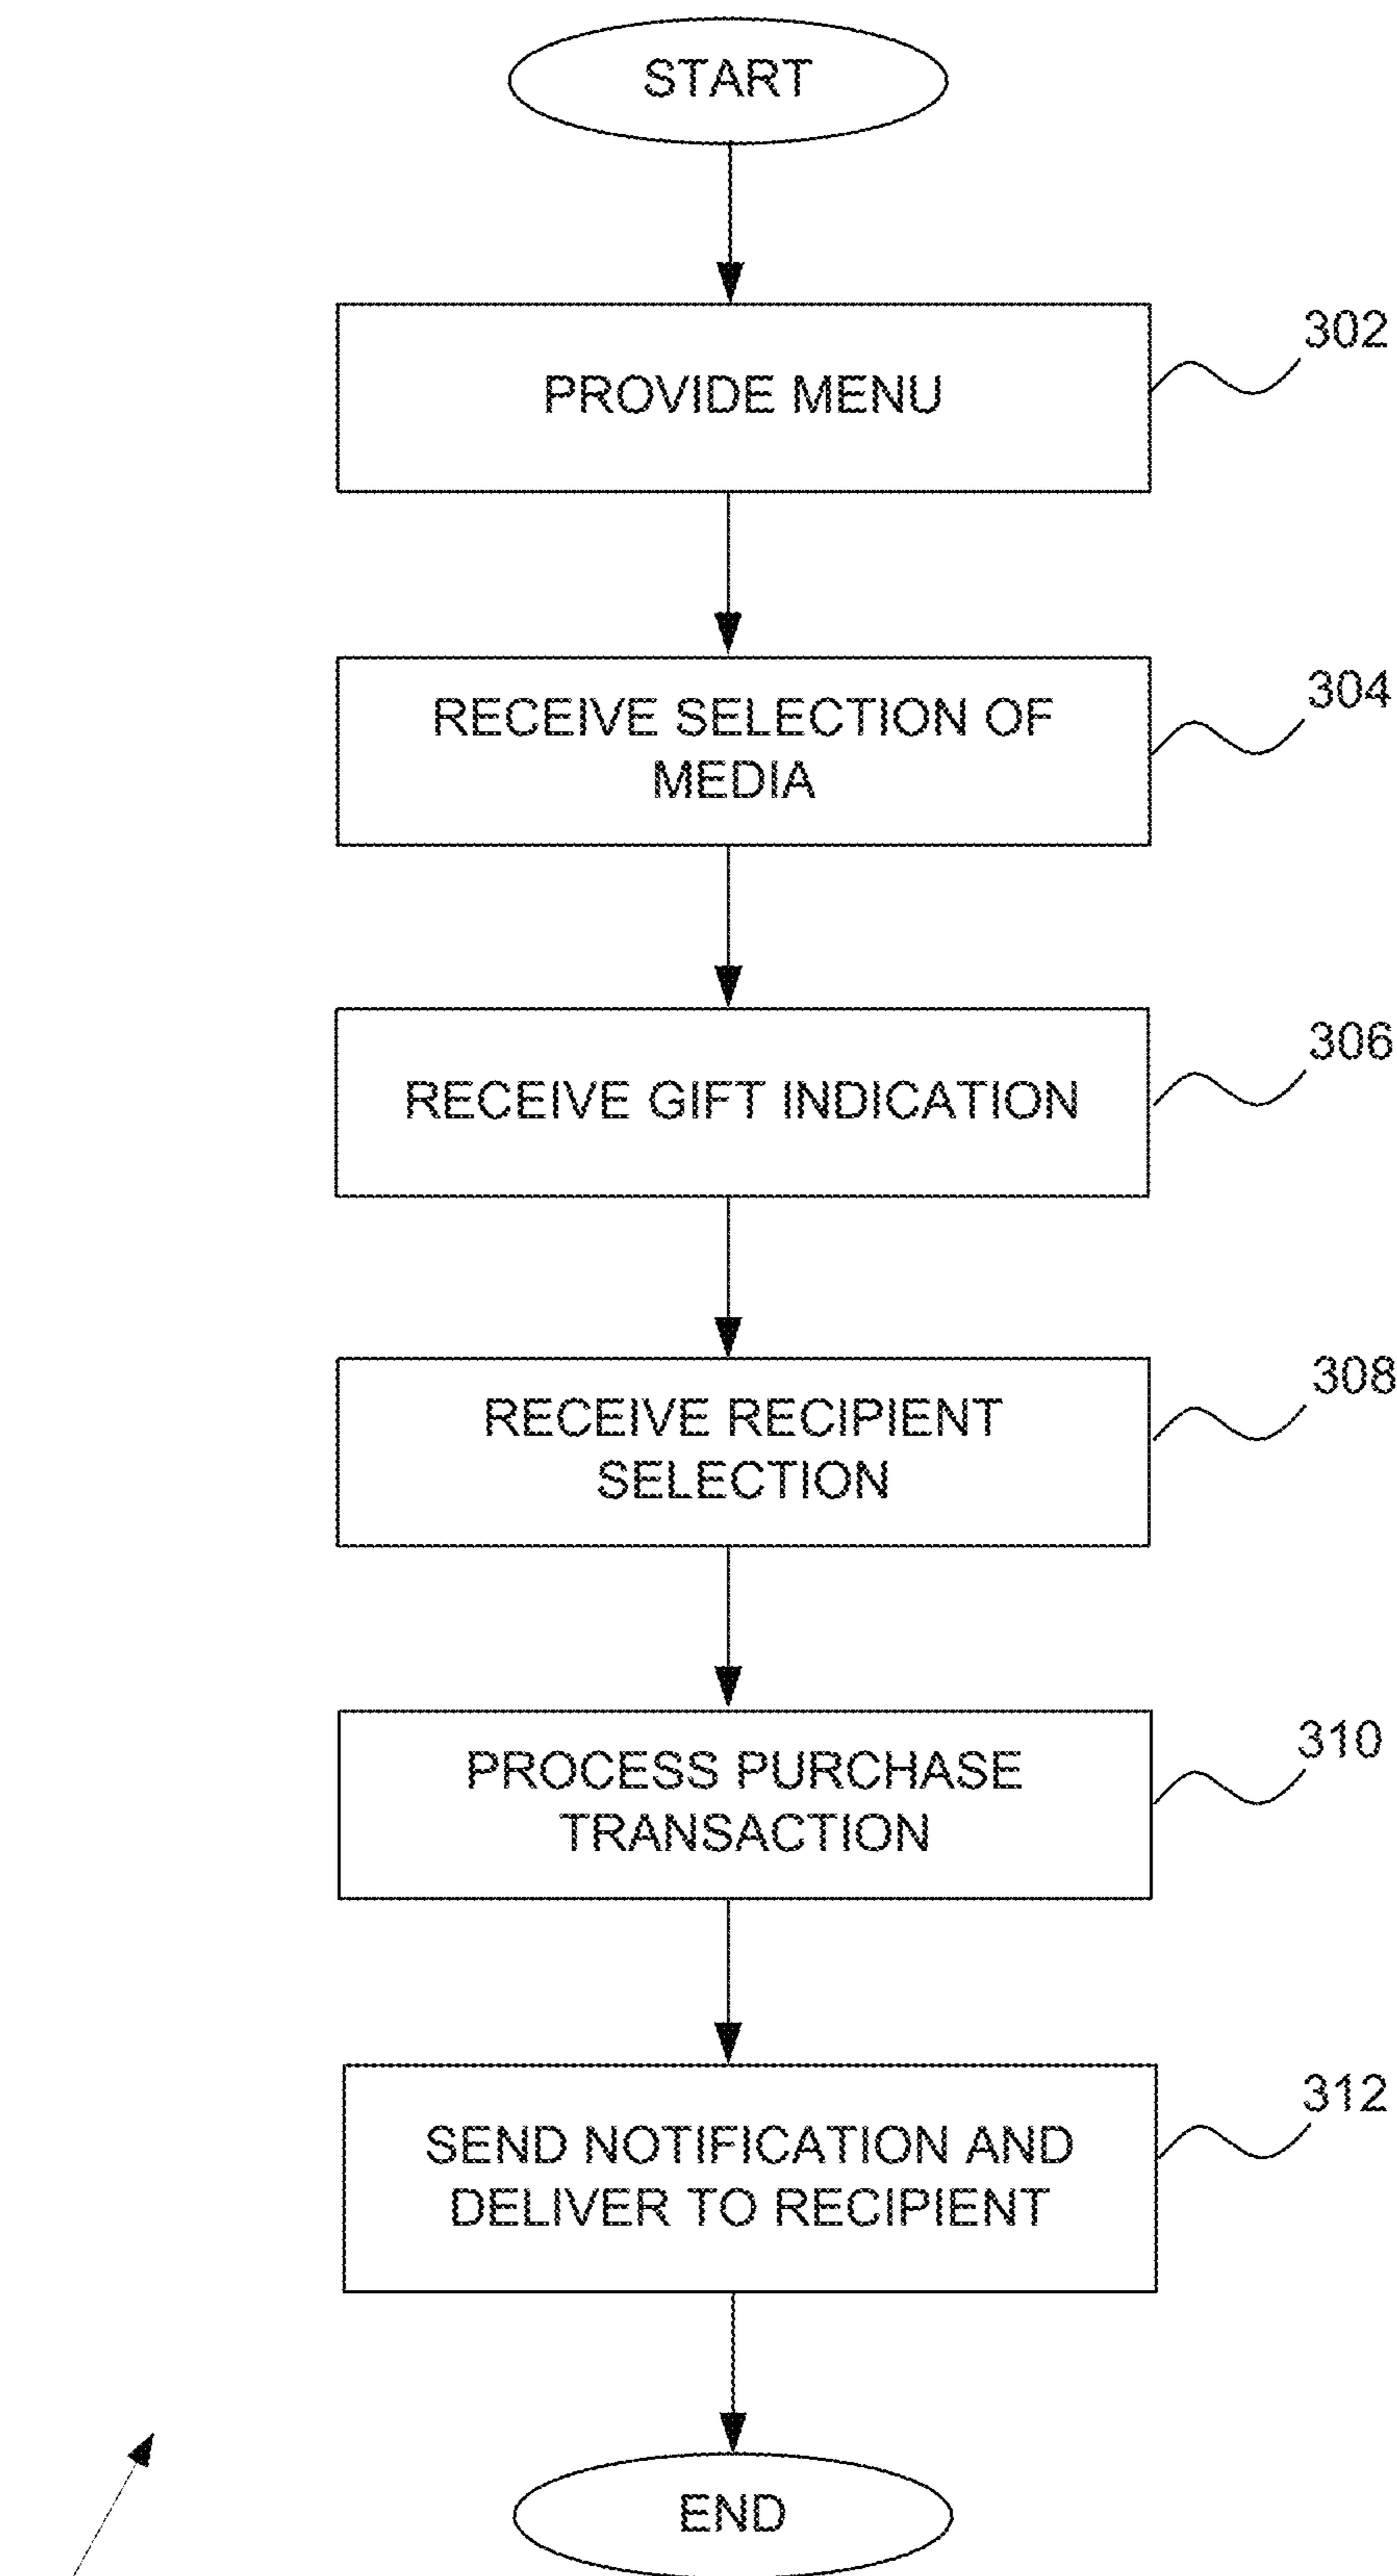 START
PROVIDE MENU
302
RECEIVE SELECTION OF
MEDIA
304
RECEIVE GIFT INDICATION
306
RECEIVE RECIPIENT
SELECTION
308
PROCESS PURCHASE
TRANSACTION
310
SEND NOTIFICATION AND
DELIVER TO RECIPIENT
312
END